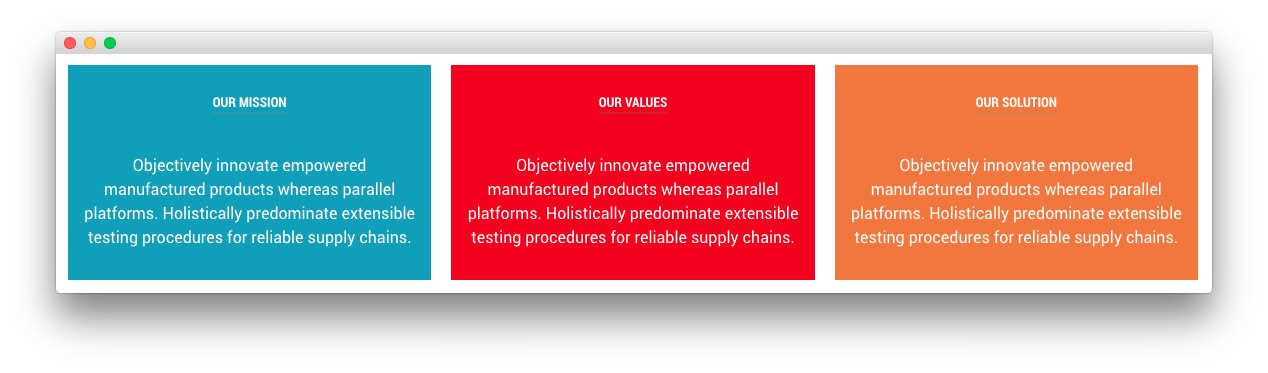 OUR MISSION
Objectively innovate empowered
manufactured products whereas parallel
platforms. Holistically predominate extensible
testing procedures for reliable supply chains.
OUR VALUES
Objectively innovate empowered
manufactured products whereas parallel
platforms. Holistically predominate extensible
testing procedures for reliable supply chains.
OUR SOLUTION
Objectively innovate empowered
manufactured products whereas parallel
platforms. Holistically predominate extensible
testing procedures for reliable supply chains.